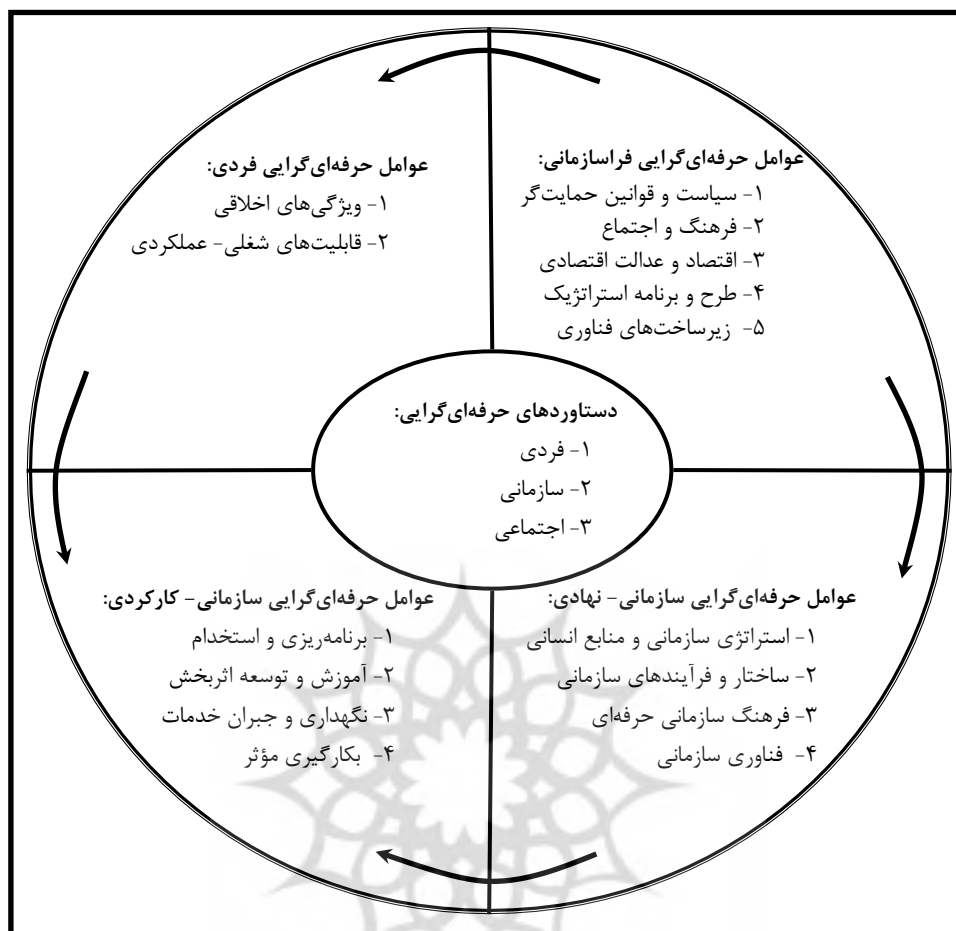 عوامل حرفه‌ای‌گرایی فراسازمانی:
۱- سیاست و قوانین حمایت‌گر
۲- فرهنگ و اجتماع
۳- اقتصاد و عدالت اقتصادی
۴- طرح و برنامه استراتژیک
۵- زیرساخت‌های فناوری
عوامل حرفه‌ای‌گرایی فردی:
۱- ویژگی‌های اخلاقی
۲- قابلیت‌های شغلی- عملکردی
دستاوردهای حرفه‌ای‌گرایی:
۱- فردی
۲- سازمانی
۳- اجتماعی
عوامل حرفه‌ای‌گرایی سازمانی- نهادی:
۱- استراتژی سازمانی و منابع انسانی
۲- ساختار و فرآیندهای سازمانی
۳- فرهنگ سازمانی حرفه‌ای
۴- فناوری سازمانی
عوامل حرفه‌ای‌گرایی سازمانی- کارکردی:
۱- برنامه‌ریزی و استخدام
۲- آموزش و توسعه اثربخش
۳- نگهداری و جبران خدمات
۴- بکارگیری مؤثر